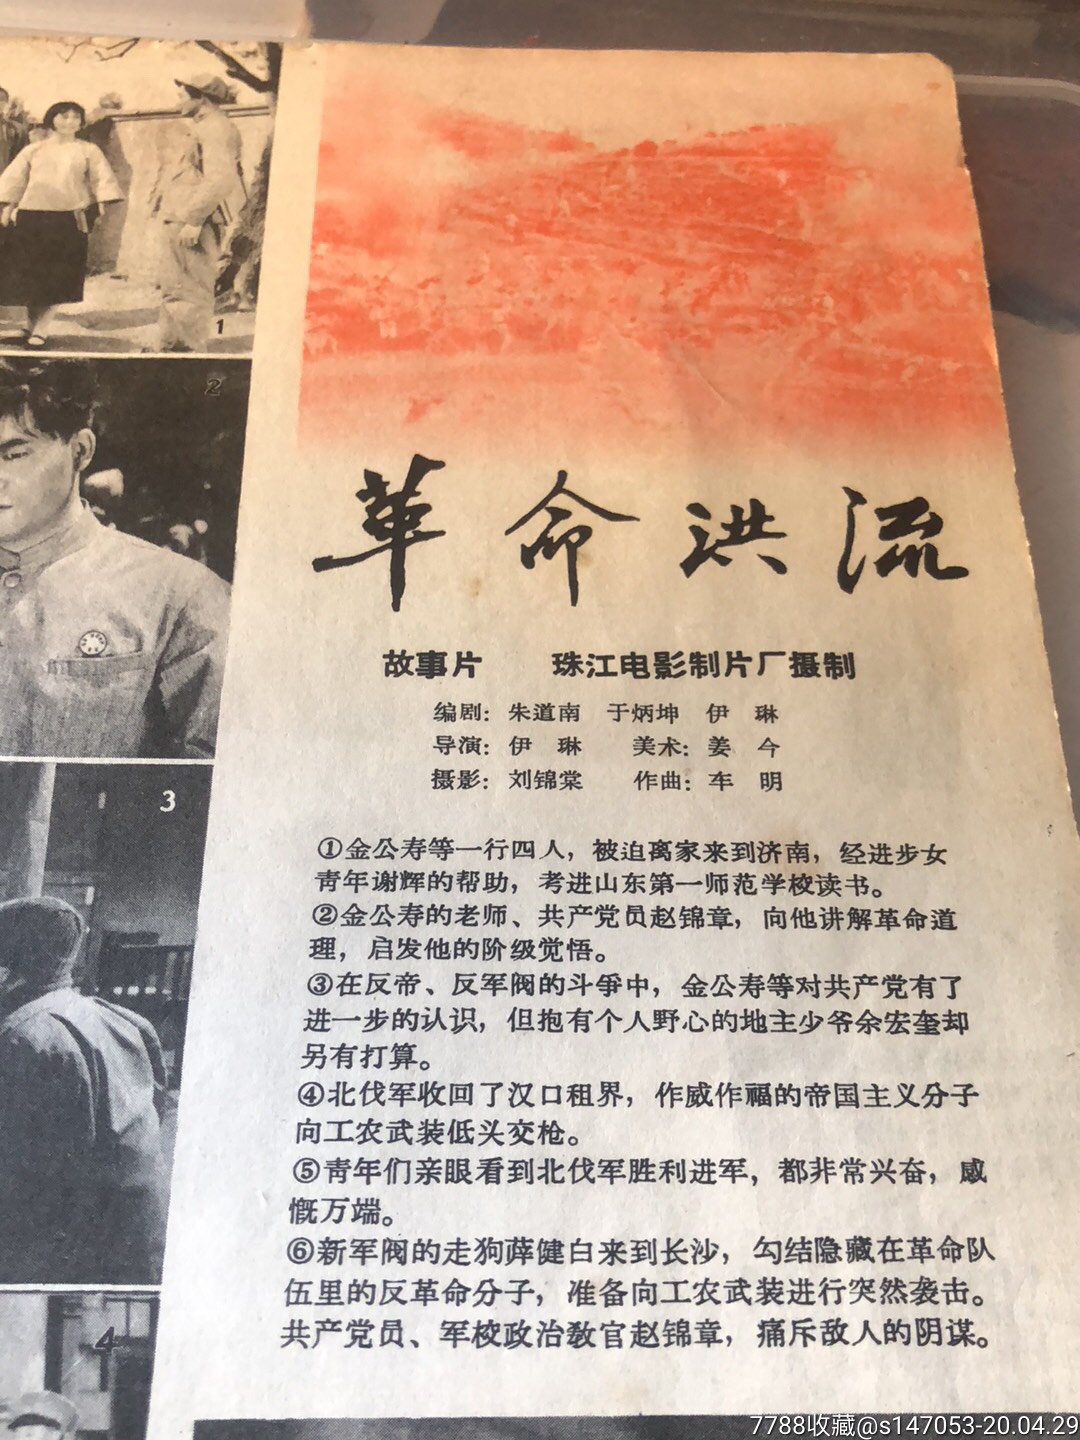 1
2
3
4
革命洪流
故事片 珠江电影制片厂摄制
编剧：朱道南 于炳坤 伊 琳
导演：伊 琳 美术：姜 今
摄影：刘锦棠 作曲：车 明
①金公寿等一行四人，被迫离家来到济南，经进步女
青年谢辉的帮助，考进山东第一师范学校读书。
②金公寿的老师、共产党员赵锦章，向他讲解革命道
理，启发他的阶级觉悟。
③在反帝、反军阀的斗争中，金公寿等对共产党有了
进一步的认识，但抱有个人野心的地主少爷余宏奎却
另有打算。
④北伐军收回了汉口租界，作威作福的帝国主义分子
向工农武装低头交枪。
⑤青年们亲眼看到北伐军胜利进军，都非常兴奋，感
慨万端。
⑥新军阀的走狗薛健白来到长沙，勾结隐藏在革命队
伍里的反革命分子，准备向工农武装进行突然袭击。
共产党员、军校政治教官赵锦章，痛斥敌人的阴谋。
7788收藏@s147053-20.04.29